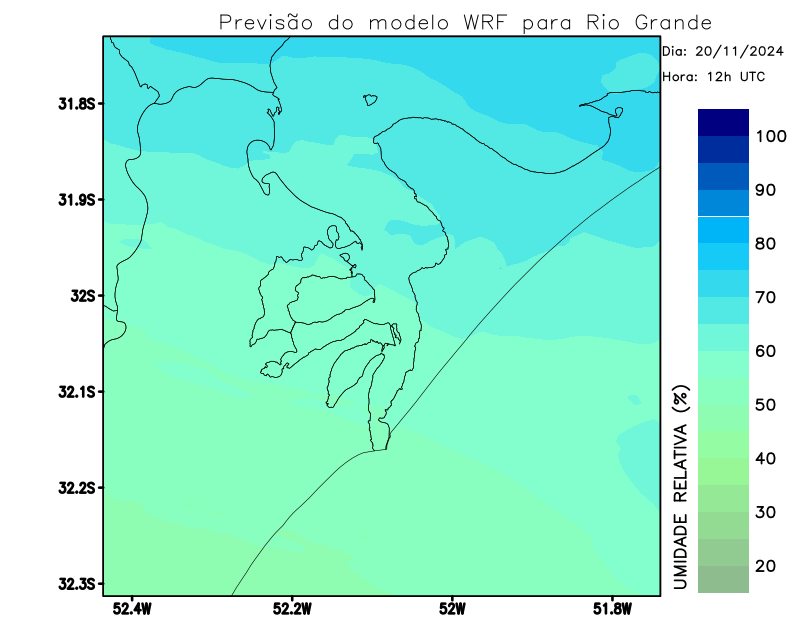 Previsão do modelo WRF para Rio Grande
Dia: 20/11/2024
Hora: 12h UTC
31.8S
31.9S
32S
32.1S
32.2S
32.3S
52.4W
52.2W
52W
51.8W
100
90
80
70
60
50
40
30
20
UMIDADE RELATIVA (%)